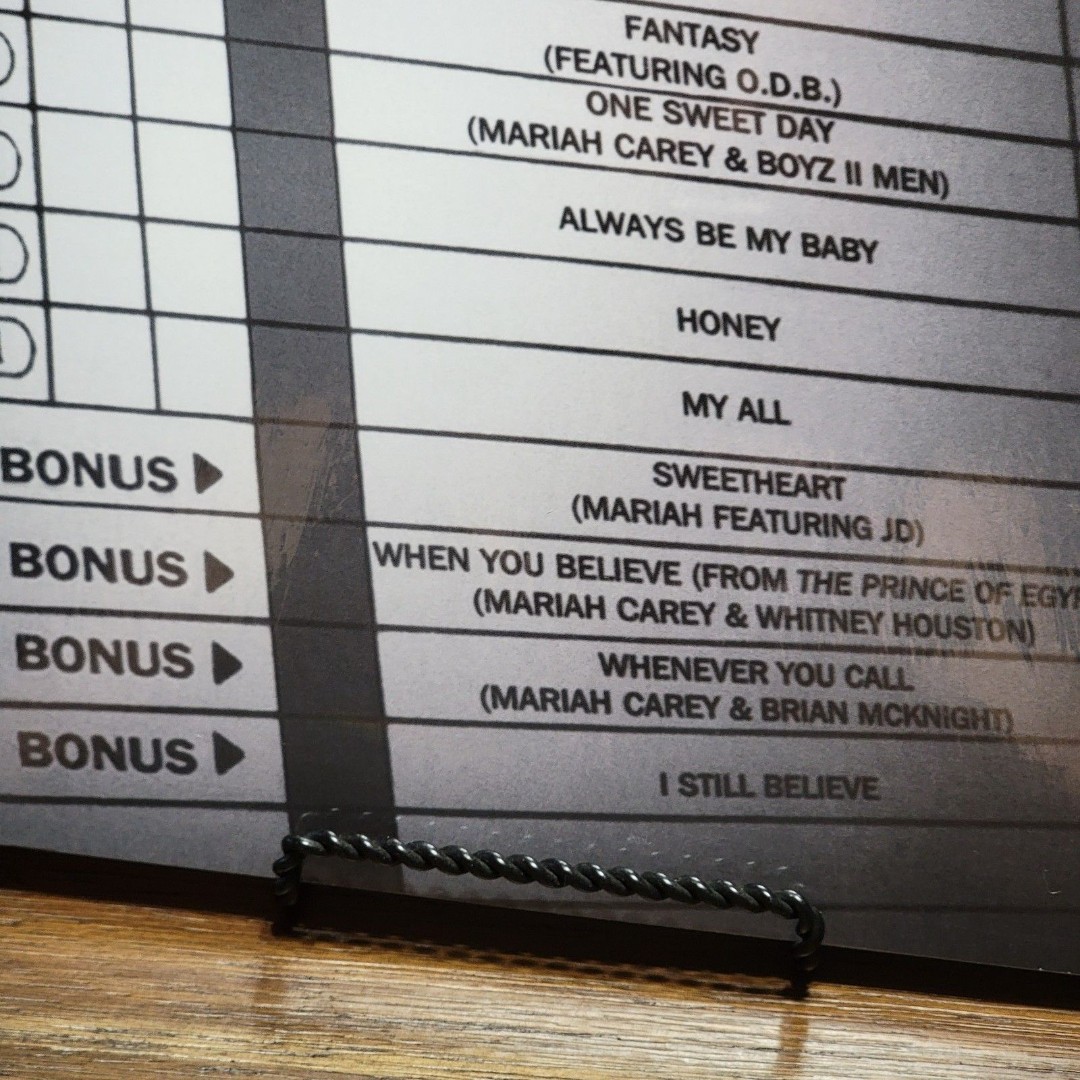 FANTASY
(FEATURING O.D.B.)
ONE SWEET DAY
(MARIAH CAREY & BOYZ II MEN)
ALWAYS BE MY BABY
HONEY
MY ALL
BONUS ▶ SWEETHEART
(MARIAH FEATURING JD)
BONUS ▶ WHEN YOU BELIEVE (FROM THE PRINCE OF
(MARIAH CAREY & WHITNEY HOUSTON)
BONUS ▶ WHENEVER YOU CALL
(MARIAH CAREY & BRIAN MCKNIGHT)
BONUS ▶ I STILL BELIEVE